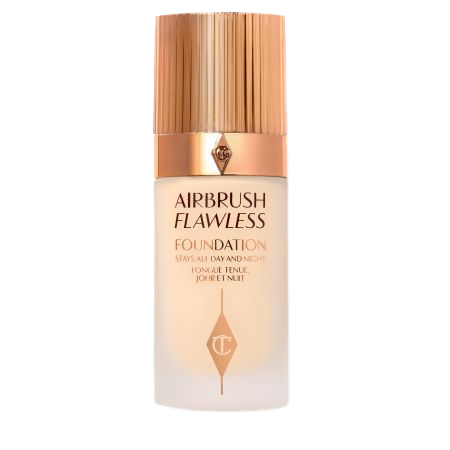 AIRBRUSH
FLAWLESS
FOUNDATION
STAYS ALL DAY AND NIGHT
LONGUE TENUE,
JOUR ET NUIT
CT